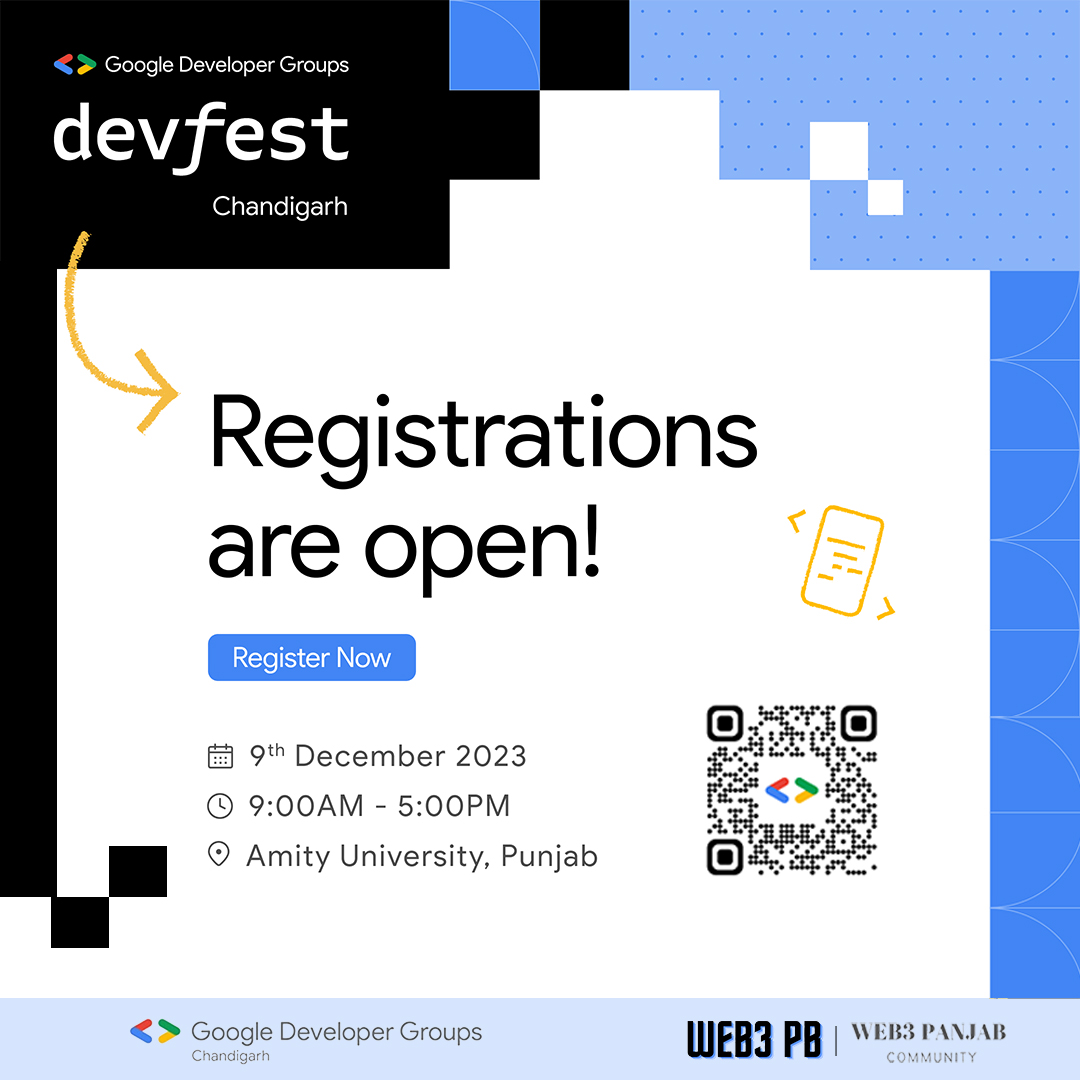 Google Developer Groups
devfest
Chandigarh
Registrations
are open!
Register Now
9th December 2023
9:00AM - 5:00PM
Amity University, Punjab
Google Developer Groups
Chandigarh
WEB3 PB | WEB3 PANJAB
COMMUNITY